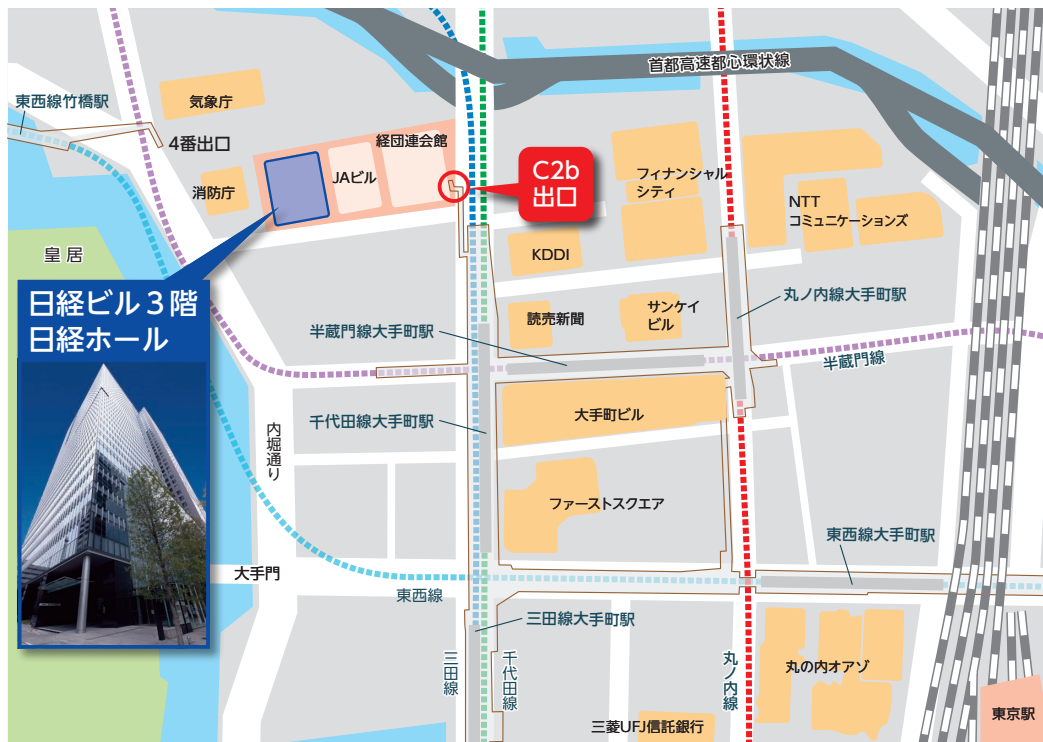 首都高速都心環状線
東西線竹橋駅
気象庁
4番出口
経団連会館
JAビル
消防庁
C2b
出口
フィナンシャル
シティ
NTT
コミュニケーションズ
KDDI
皇居
日経ビル3階
日経ホール
読売新聞
サンケイ
ビル
丸ノ内線大手町駅
半蔵門線大手町駅
半蔵門線
千代田線大手町駅
大手町ビル
内堀通り
ファーストスクエア
東西線大手町駅
大手門
東西線
三田線大手町駅
三田線
千代田線
丸ノ内線
丸の内オアゾ
東京駅
三菱UFJ信託銀行